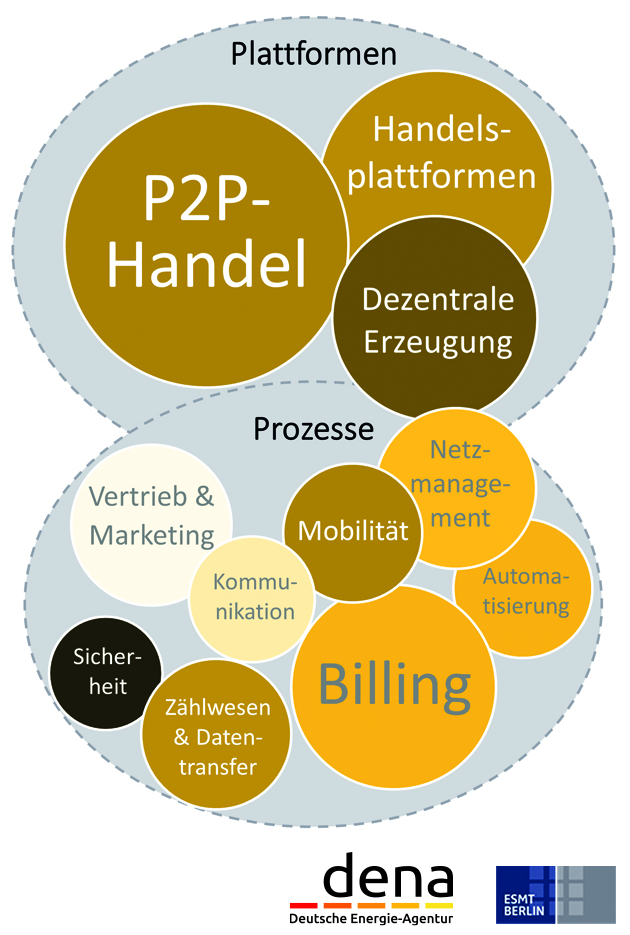 Plattformen
P2P-
Handel
Handels-
plattformen
Dezentrale
Erzeugung
Prozesse
Vertrieb &
Marketing
Netz-
manage-
ment
Mobilität
Kommu-
nikation
Automa-
tisierung
Sicher-
heit
Billing
Zählwesen
& Daten-
transfer
dena
Deutsche Energie-Agentur
ESMT
BERLIN